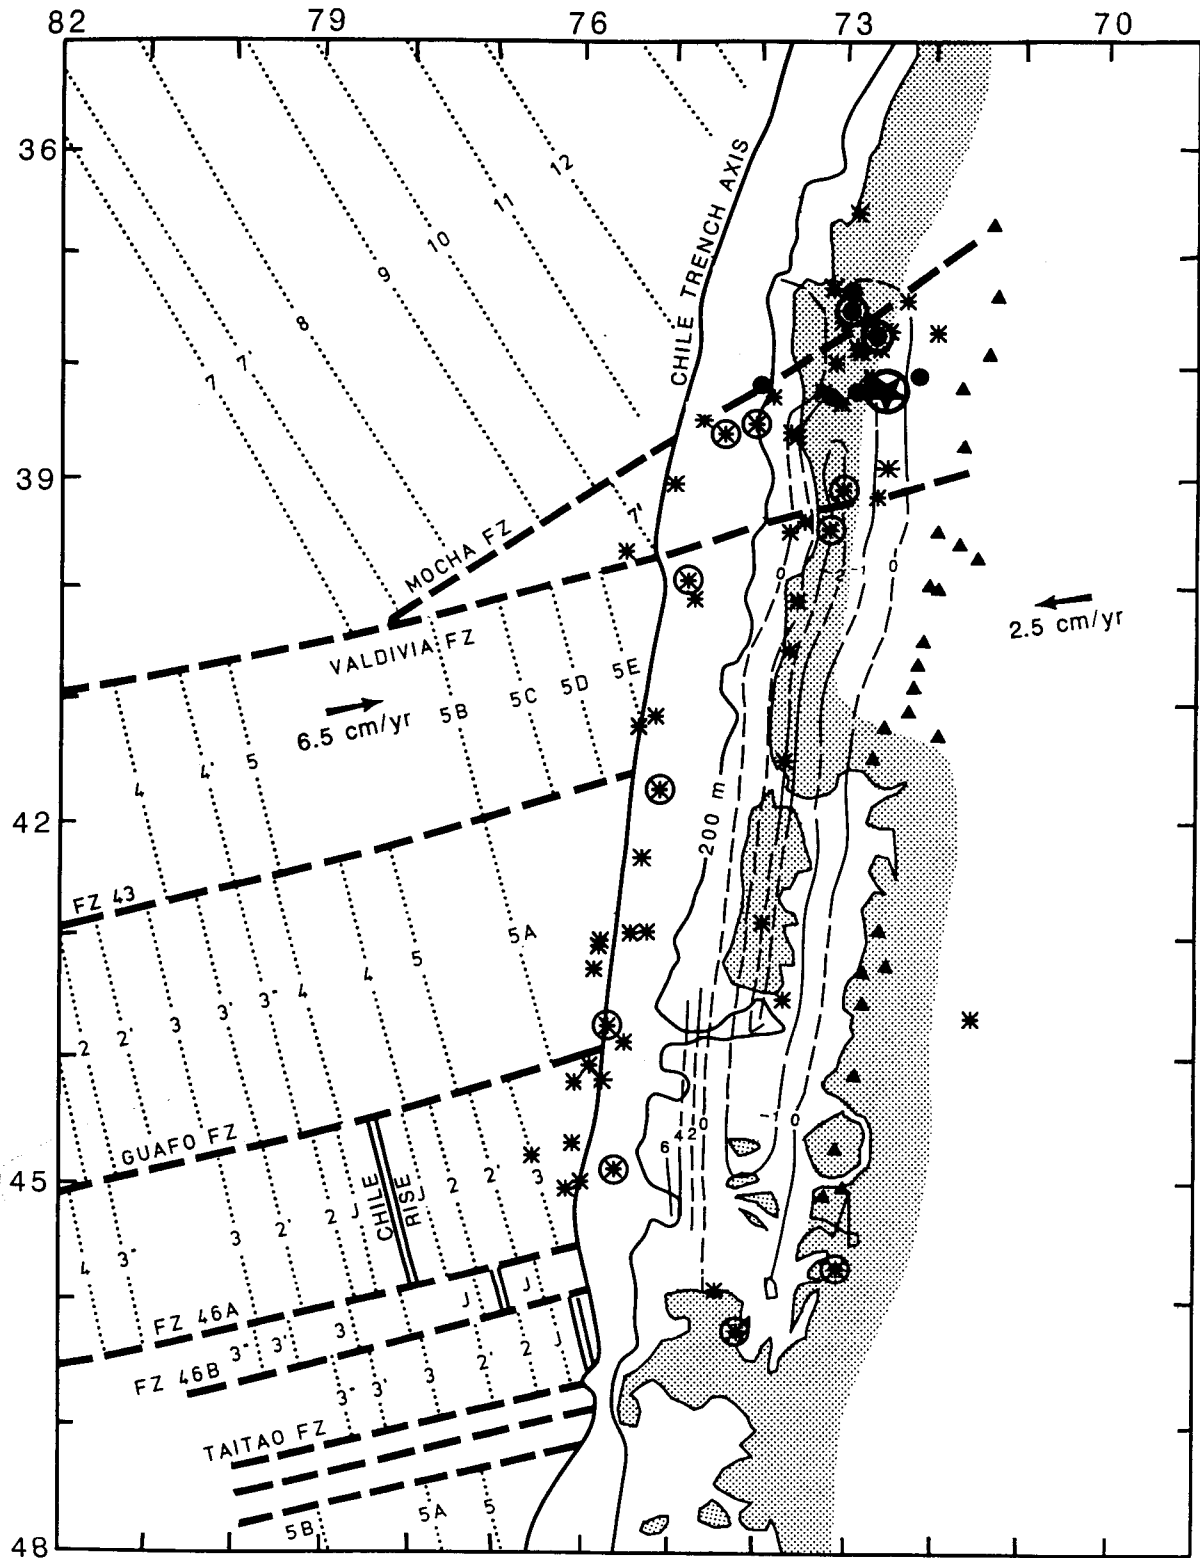 82 79 76 73 70
36
12
11
10
9
8
7'
7
CHILE TRENCH AXIS
39
7'
MOCHA FZ
0 -2 -1 0
VALDIVIA FZ
2.5 cm/yr
6.5 cm/yr
5B 5C 5D 5E
4 4' 5
200 m
42
FZ 43
5A
5
4
2 2' 3 3' 3" 4
GUAFO FZ
-1 0
6 4 2 0
45
CHILE RISE
4 3" 3 2' 2 J
J 2 2' 3
FZ 46A
J J
3" 3' 3
FZ 46B
3" 3' 3 2' 2 J
TAITAO FZ
5B 5A 5
48